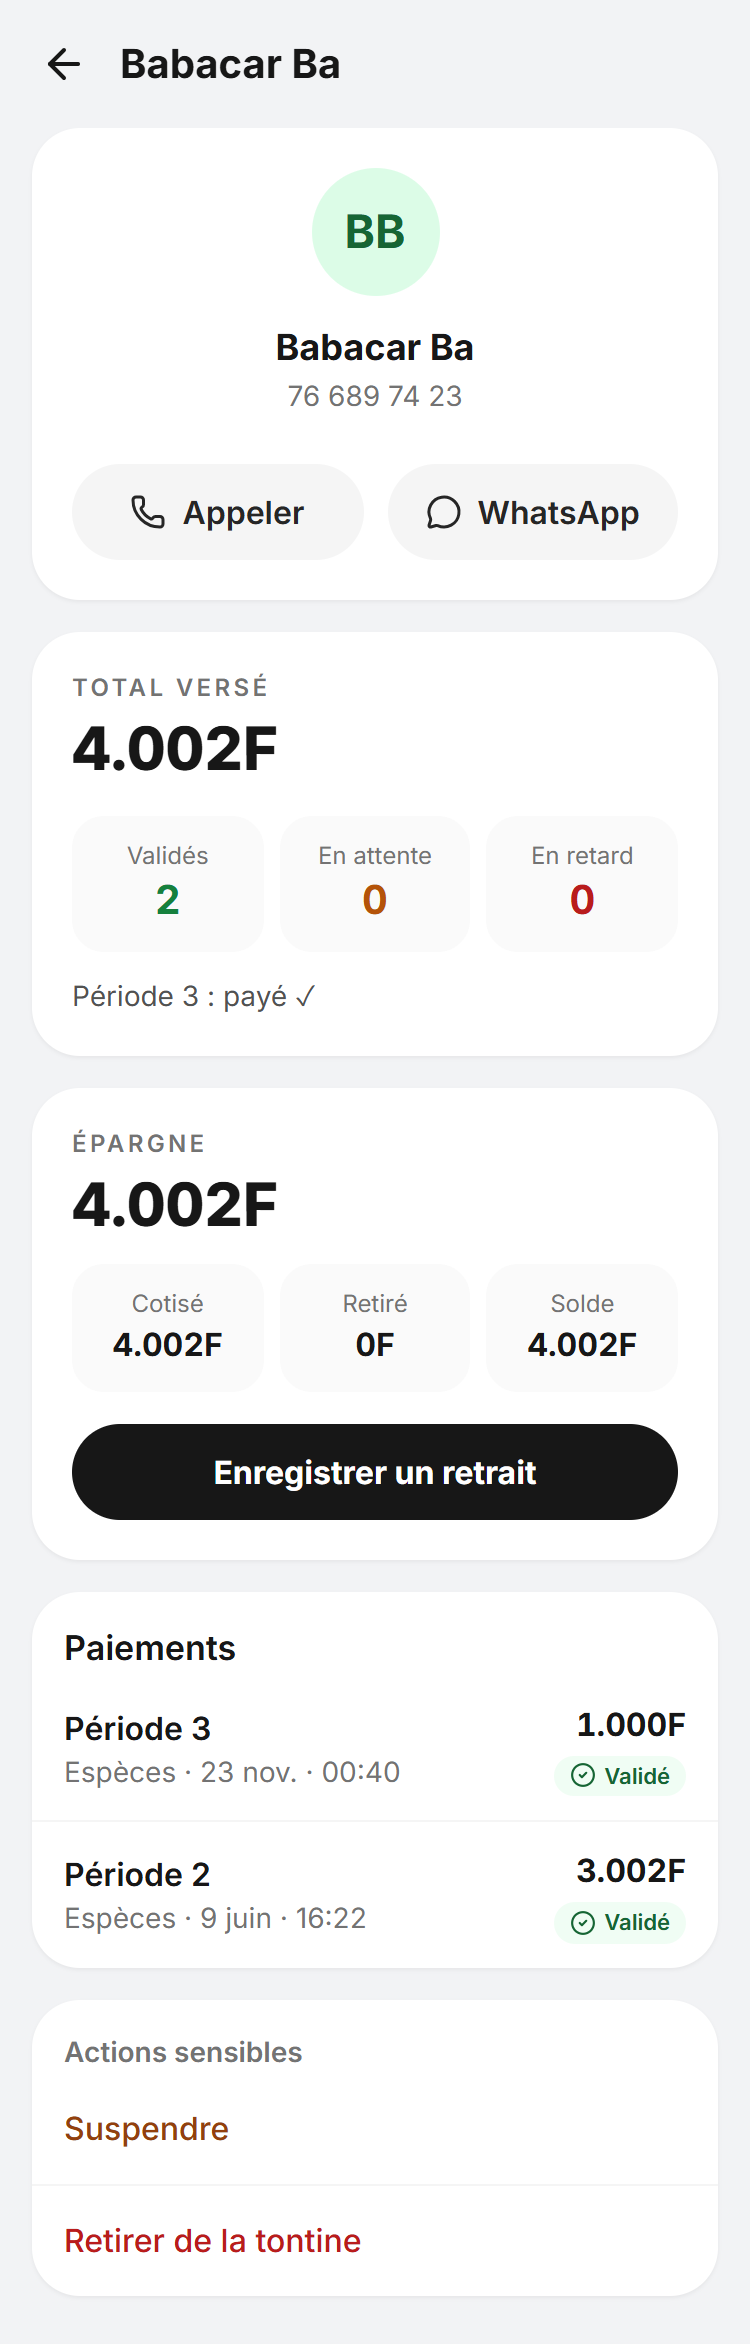 Babacar Ba
BB
Babacar Ba
76 689 74 23
Appeler
WhatsApp
TOTAL VERSÉ
4.002F
Validés
2
En attente
0
En retard
0
Période 3 : payé ✓
ÉPARGNE
4.002F
Cotisé
4.002F
Retiré
0F
Solde
4.002F
Enregistrer un retrait
Paiements
Période 3
1.000F
Espèces · 23 nov. · 00:40
Validé
Période 2
3.002F
Espèces · 9 juin · 16:22
Validé
Actions sensibles
Suspendre
Retirer de la tontine